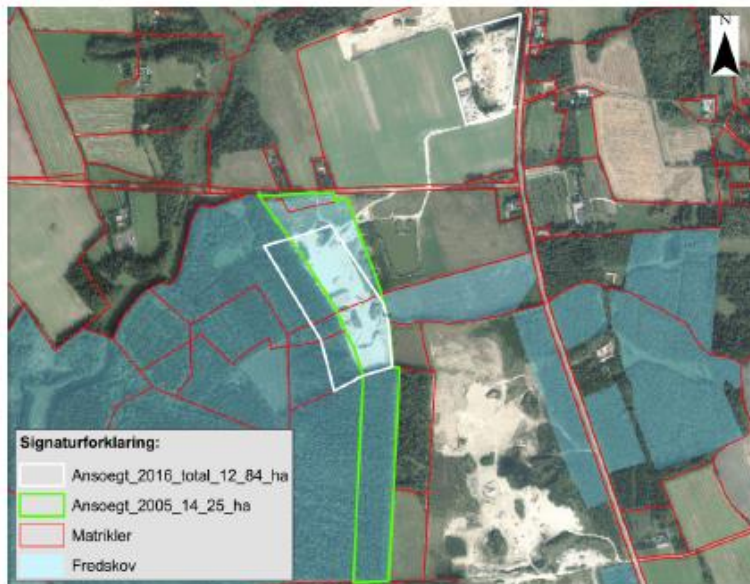 N
Signaturforklaring:
Ansoegt_2016_total_12_84_ha
Ansoegt_2005_14_25_ha
Matrikler
Fredskov